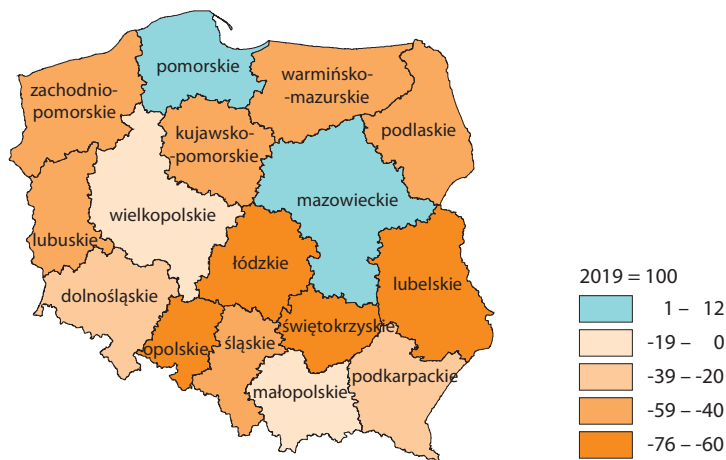 pomorskie
warmińsko-
-mazurskie
zachodnio-
pomorskie
kujawsko-
-pomorskie
podlaskie
mazowieckie
wielkopolskie
lubuskie
łódzkie
lubelskie
dolnośląskie
świętokrzyskie
opolskie
śląskie
podkarpackie
małopolskie
2019 = 100
1 – 12
-19 – 0
-39 – -20
-59 – -40
-76 – -60